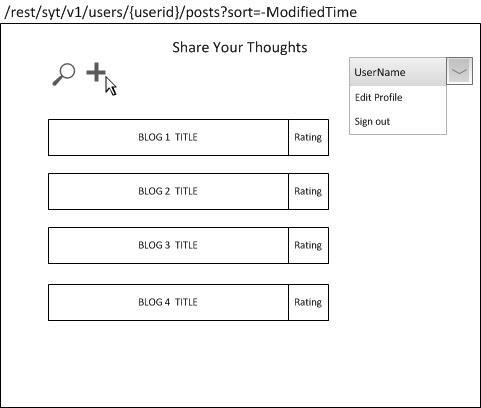 /rest/syt/v1/users/{userid}/posts?sort=-ModifiedTime
Share Your Thoughts
UserName
Edit Profile
Sign out
BLOG 1 TITLE Rating
BLOG 2 TITLE Rating
BLOG 3 TITLE Rating
BLOG 4 TITLE Rating